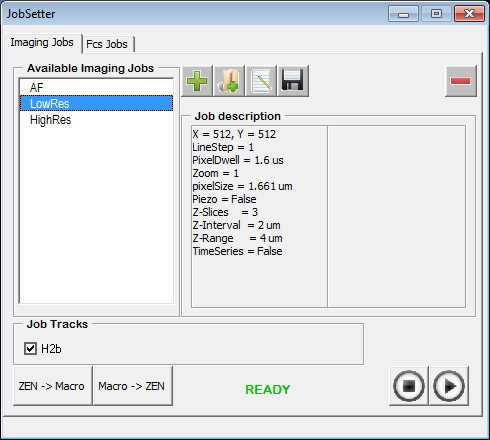 JobSetter
Imaging Jobs
Fcs Jobs
Available Imaging Jobs
AF
LowRes
HighRes
Job description
X = 512, Y = 512
LineStep = 1
PixelDwell = 1.6 us
Zoom = 1
pixelSize = 1.661 um
Piezo = False
Z-Slices = 3
Z-Interval = 2 um
Z-Range = 4 um
TimeSeries = False
Job Tracks
H2b
ZEN -> Macro
Macro -> ZEN
READY